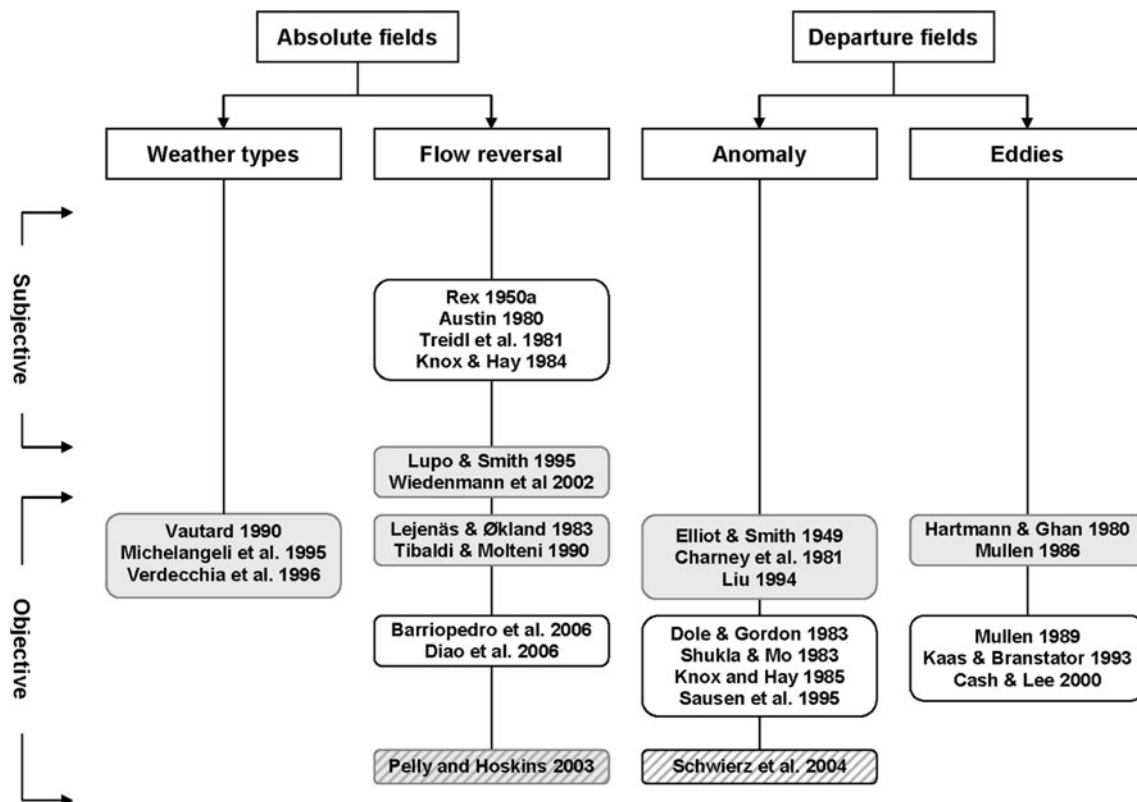 Absolute fields
Departure fields
Weather types
Flow reversal
Anomaly
Eddies
Subjective
Rex 1950a
Austin 1980
Treidl et al. 1981
Knox & Hay 1984
Lupo & Smith 1995
Wiedenmann et al 2002
Objective
Vautard 1990
Michelangeli et al. 1995
Verdecchia et al. 1996
Lejenäs & Økland 1983
Tibaldi & Molteni 1990
Elliot & Smith 1949
Charney et al. 1981
Liu 1994
Hartmann & Ghan 1980
Mullen 1986
Barriopedro et al. 2006
Diao et al. 2006
Dole & Gordon 1983
Shukla & Mo 1983
Knox and Hay 1985
Sausen et al. 1995
Mullen 1989
Kaas & Branstator 1993
Cash & Lee 2000
Pelly and Hoskins 2003
Schwierz et al. 2004